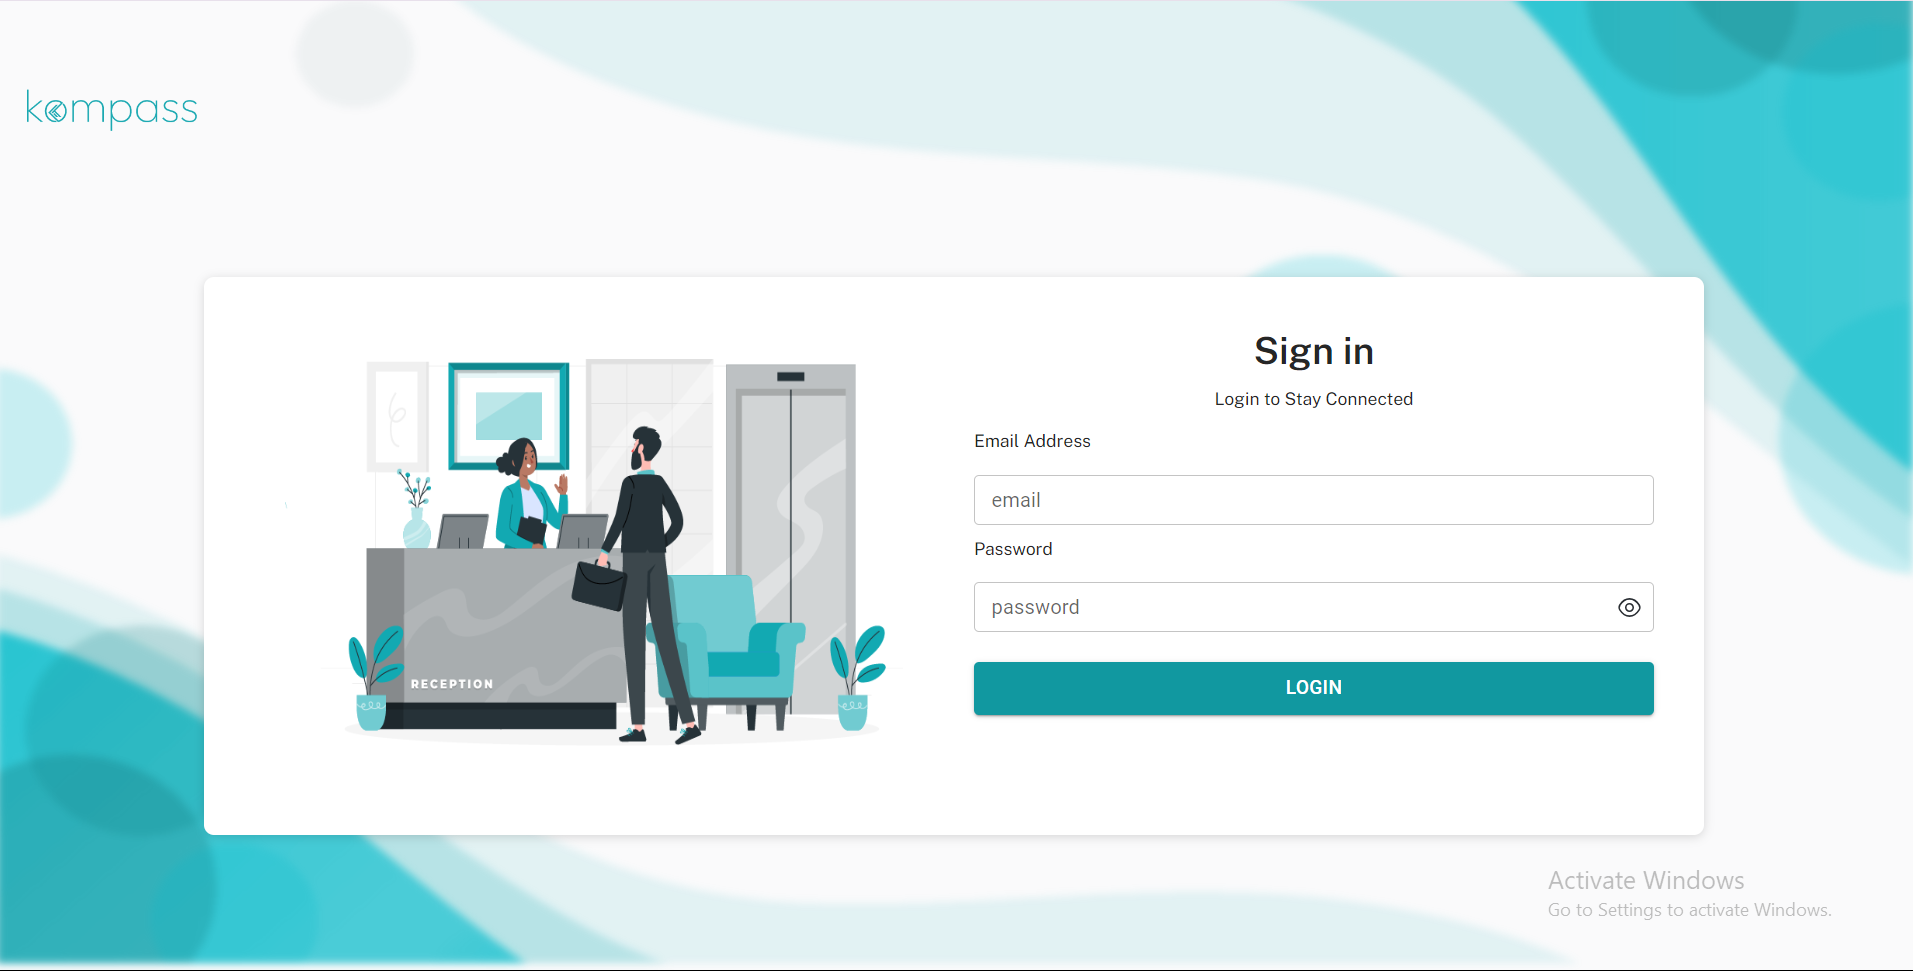 kompass
Sign in
Login to Stay Connected
Email Address
email
Password
password
LOGIN
RECEPTION
Activate Windows
Go to Settings to activate Windows.